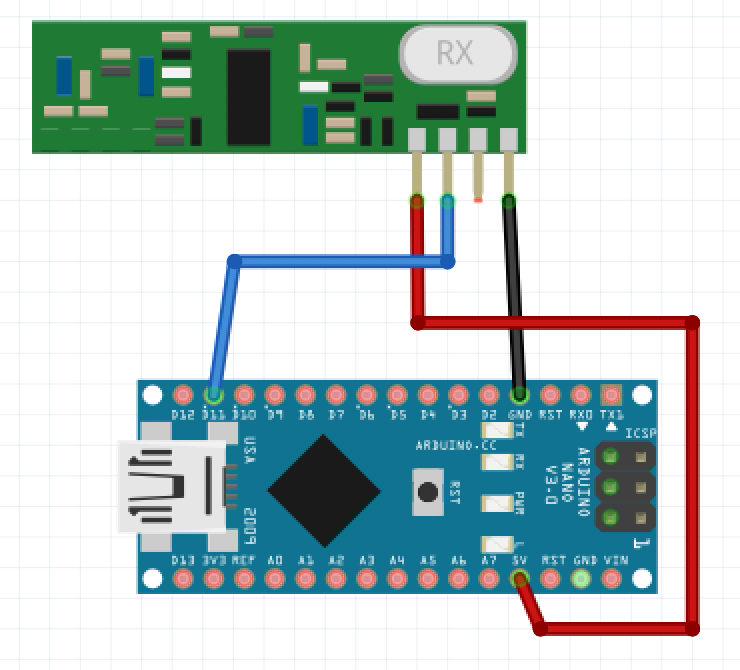 RX
D12 D11 D10 D9 D8 D7 D6 D5 D4 D3 D2 GND RST RX0 TX1
TX
ICSP
ARDUINO.CC
USA
RX
ARDUINO
NANO
V3.0
RST
PWR
2009
L
1
D13 3V3 REF A0 A1 A2 A3 A4 A5 A6 A7 5V RST GND VIN